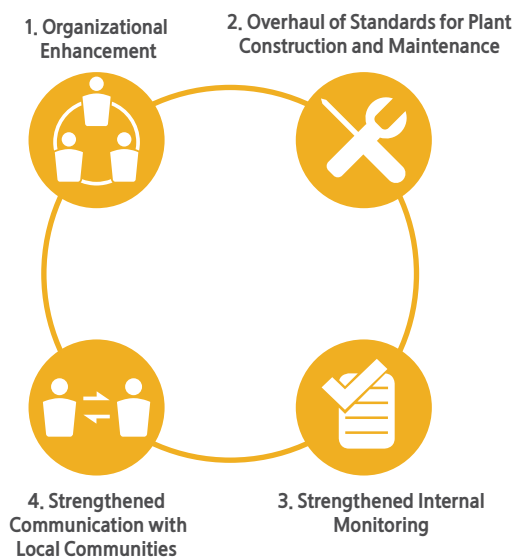 1. Organizational
Enhancement
2. Overhaul of Standards for Plant
Construction and Maintenance
3. Strengthened Internal
Monitoring
4. Strengthened
Communication with
Local Communities